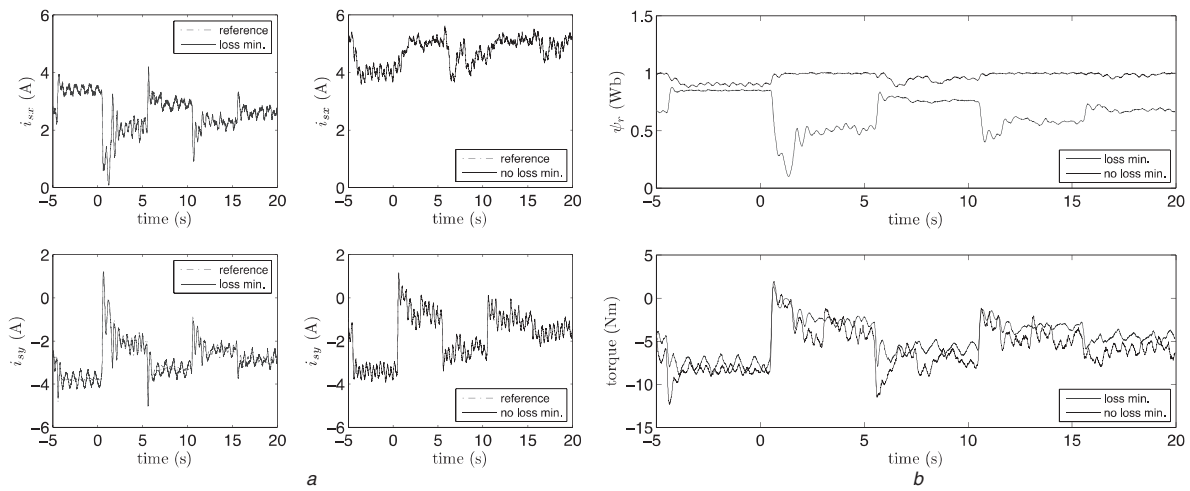 6
4
2
0
i_sx (A)
reference
loss min.
−5 0 5 10 15 20
time (s)
6
4
2
0
i_sx (A)
reference
no loss min.
−5 0 5 10 15 20
time (s)
1.5
1
0.5
0
ψ_r (Wb)
loss min.
no loss min.
−5 0 5 10 15 20
time (s)
2
0
−2
−4
−6
i_sy (A)
reference
loss min.
−5 0 5 10 15 20
time (s)
2
0
−2
−4
−6
i_sy (A)
reference
no loss min.
−5 0 5 10 15 20
time (s)
5
0
−5
−10
−15
torque (Nm)
loss min.
no loss min.
−5 0 5 10 15 20
time (s)
a
b